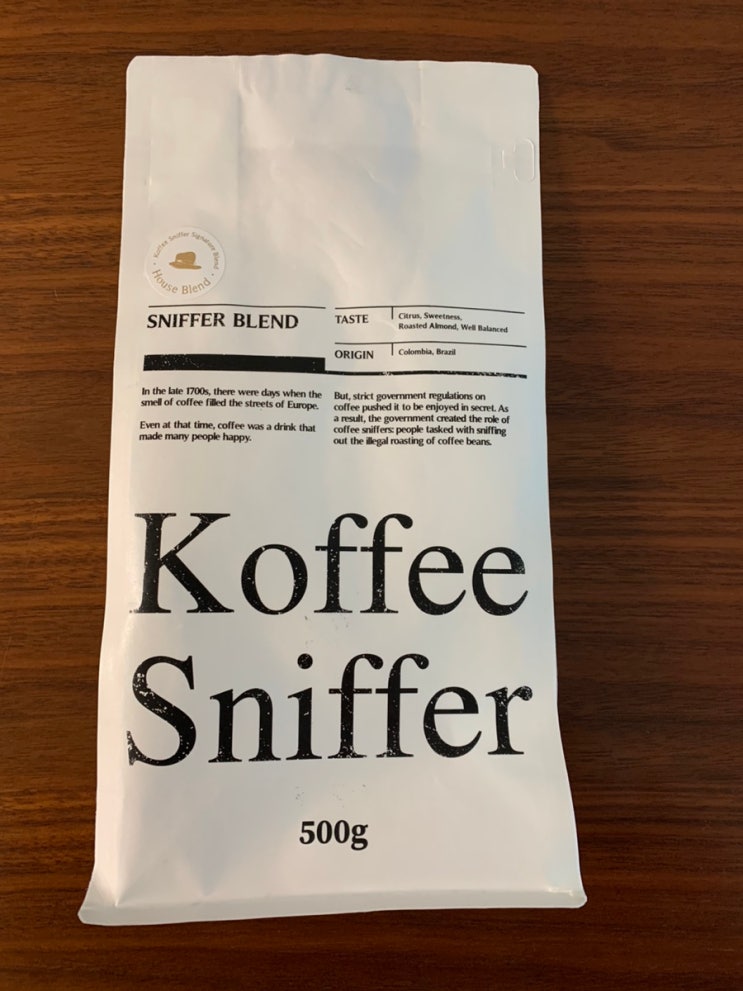 Koffee Sniffer Signature Blend
House Blend
SNIFFER BLEND
TASTE
Citrus, Sweetness,
Roasted Almond, Well Balanced
ORIGIN
Colombia, Brazil
In the late 1700s, there were days when the
smell of coffee filled the streets of Europe.
Even at that time, coffee was a drink that
made many people happy.
But, strict government regulations on
coffee pushed it to be enjoyed in secret. As
a result, the government created the role of
coffee sniffers: people tasked with sniffing
out the illegal roasting of coffee beans.
Koffee
Sniffer
500g